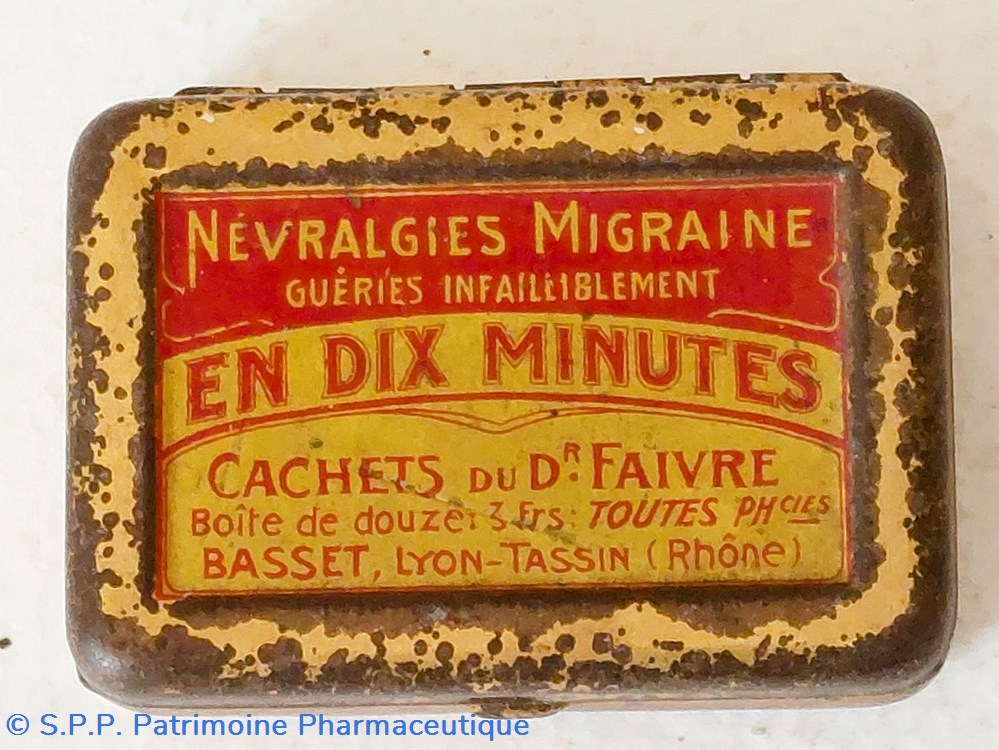 NÉVRALGIES MIGRAINE
GUÉRIES INFAILLIBLEMENT
EN DIX MINUTES
CACHETS DU DR. FAIVRE
Boîte de douze: 3 frs: TOUTES PHCIES
BASSET, LYON-TASSIN (Rhône)
© S.P.P. Patrimoine Pharmaceutique